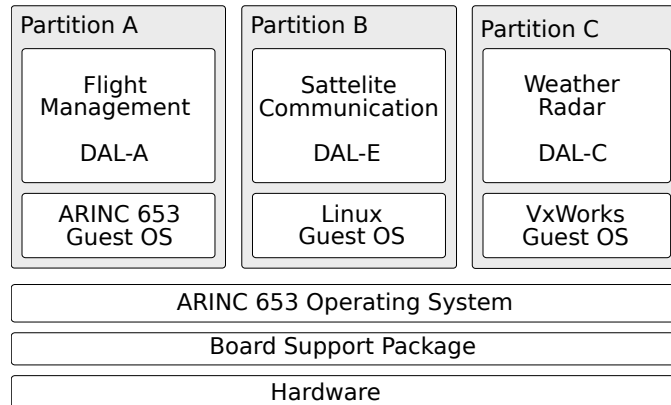 Partition A
Flight
Management
DAL-A
ARINC 653
Guest OS
Partition B
Sattelite
Communication
DAL-E
Linux
Guest OS
Partition C
Weather
Radar
DAL-C
VxWorks
Guest OS
ARINC 653 Operating System
Board Support Package
Hardware